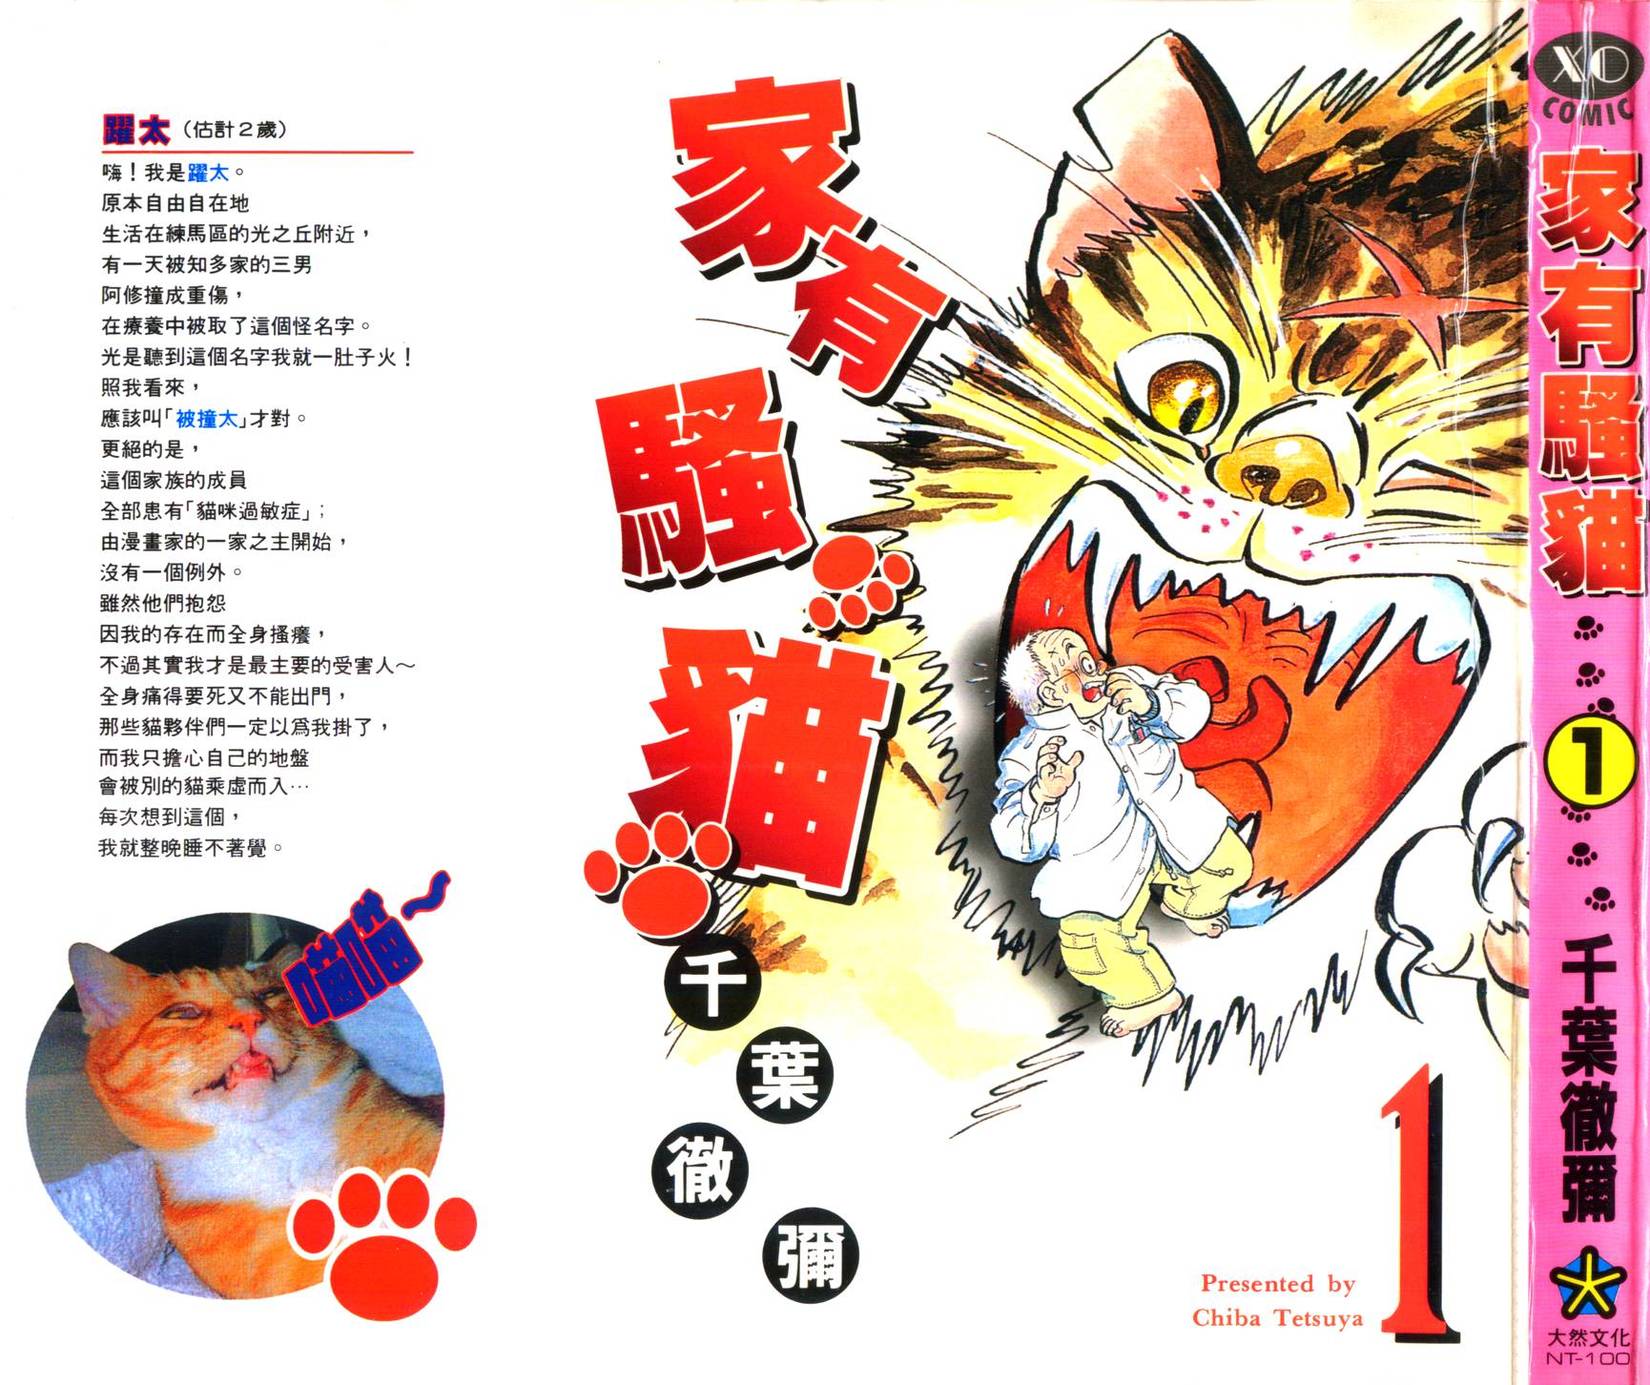 躍太（估計２歲）
嗨！我是躍太。
原本自由自在地
生活在練馬區的光之丘附近，
有一天被知多家的三男
阿修撞成重傷，
在療養中被取了這個怪名字。
光是聽到這個名字我就一肚子火！
照我看來，
應該叫「被撞太」才對。
更絕的是，
這個家族的成員
全部患有「貓咪過敏症」；
由漫畫家的一家之主開始，
沒有一個例外。
雖然他們抱怨
因我的存在而全身搔癢，
不過其實我才是最主要的受害人～
全身痛得要死又不能出門，
那些貓夥伴們一定以爲我掛了，
而我只擔心自己的地盤
會被別的貓乘虛而入…
每次想到這個，
我就整晚睡不著覺。
家有騷貓
千葉徹彌
1
Presented by
Chiba Tetsuya
XO
COMIC
家有騷貓
1
千葉徹彌
大然文化
NT-100